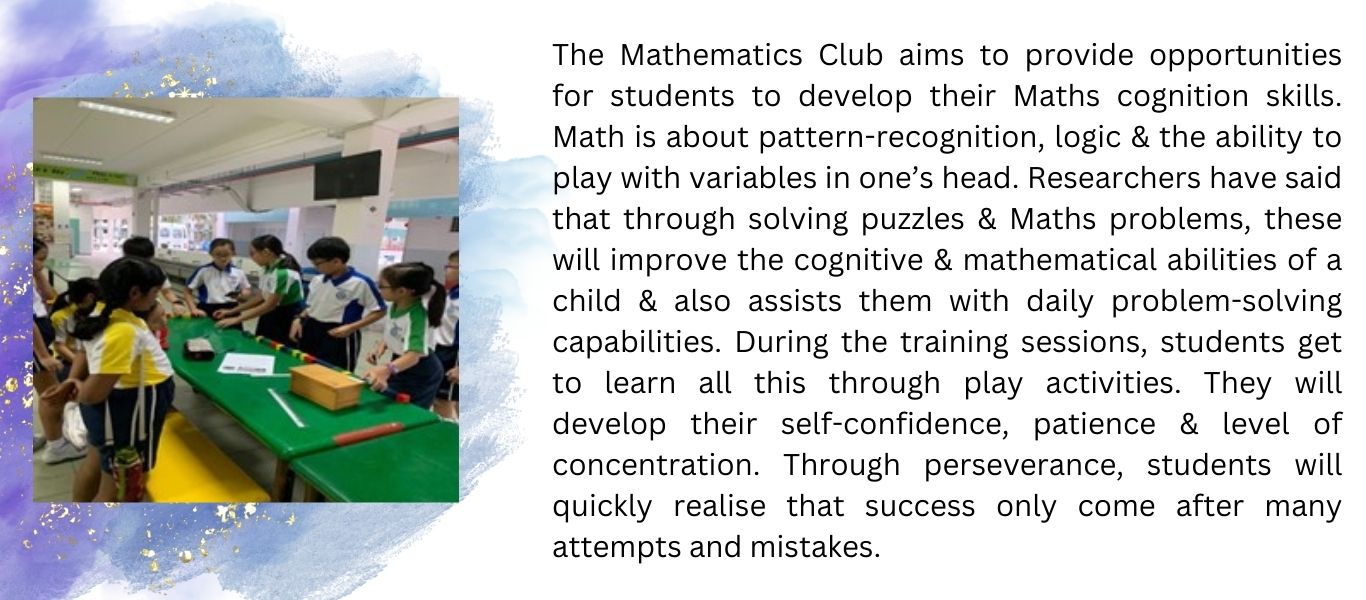 The Mathematics Club aims to provide opportunities
for students to develop their Maths cognition skills.
Math is about pattern-recognition, logic & the ability to
play with variables in one’s head. Researchers have said
that through solving puzzles & Maths problems, these
will improve the cognitive & mathematical abilities of a
child & also assists them with daily problem-solving
capabilities. During the training sessions, students get
to learn all this through play activities. They will
develop their self-confidence, patience & level of
concentration. Through perseverance, students will
quickly realise that success only come after many
attempts and mistakes.